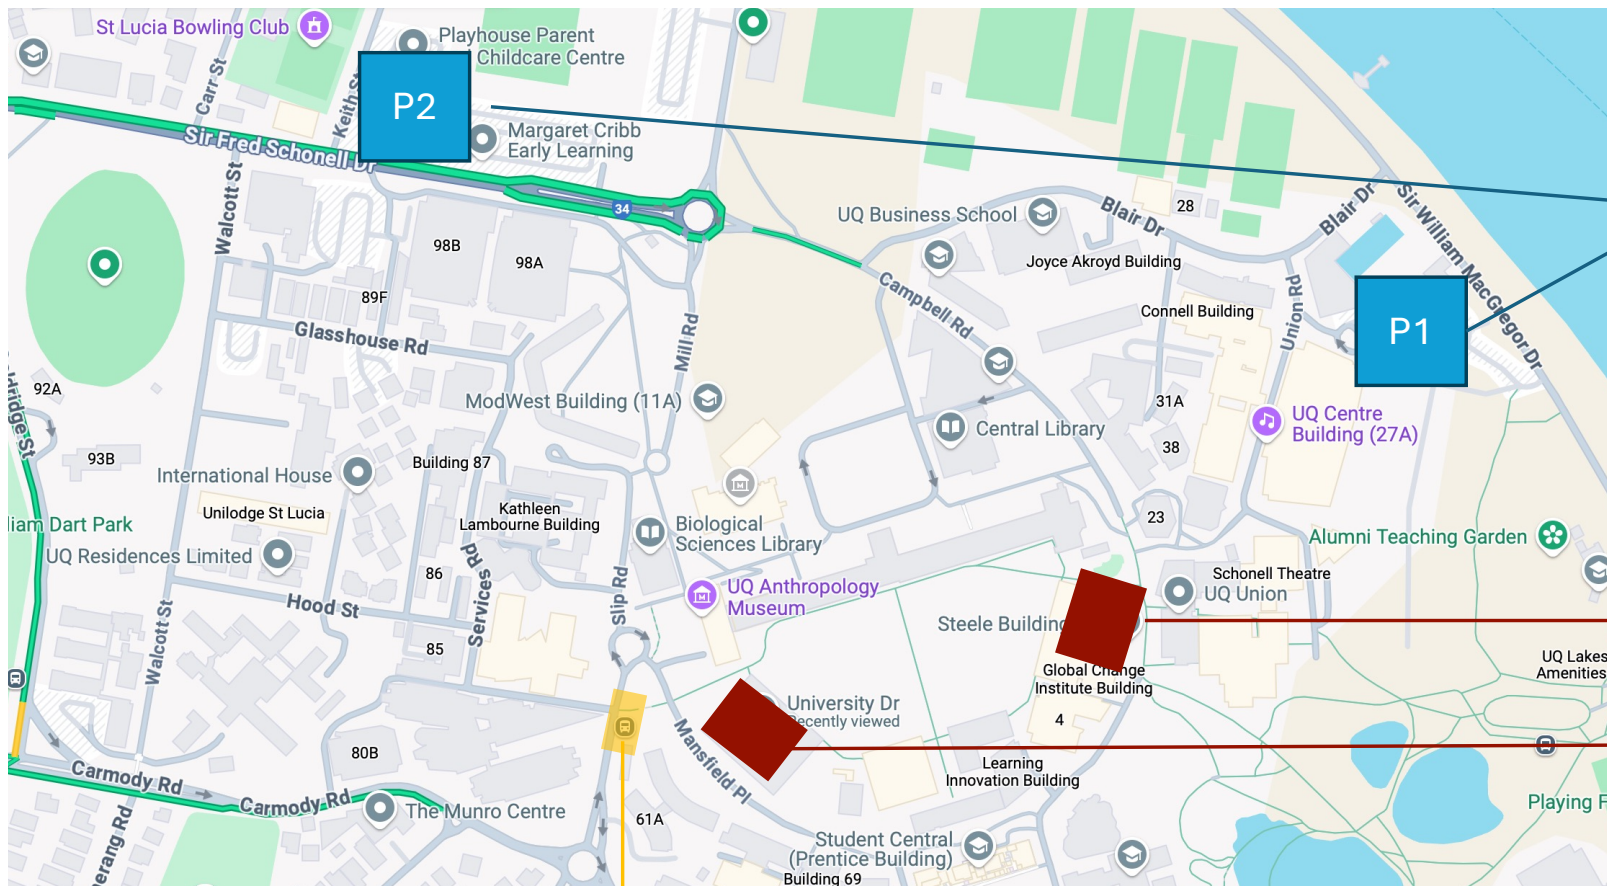 St Lucia Bowling Club
Playhouse Parent
Childcare Centre
Carr St
Keith St
P2
Margaret Cribb
Early Learning
Sir Fred Schonell Dr
34
Walcott St
98B
98A
89F
Glasshouse Rd
Mill Rd
UQ Business School
Blair Dr
28
Blair Dr
Sir William MacGregor Dr
Joyce Akroyd Building
Campbell Rd
Connell Building
Union Rd
P1
92A
ModWest Building (11A)
31A
Central Library
UQ Centre
Building (27A)
38
93B
Building 87
International House
Unilodge St Lucia
Kathleen
Lambourne Building
liam Dart Park
UQ Residences Limited
Biological
Sciences Library
23
Alumni Teaching Garden
86
Services Rd
Slip Rd
UQ Anthropology
Museum
Schonell Theatre
UQ Union
Hood St
Walcott St
85
Steele Building
Global Change
Institute Building
4
UQ Lakes
Amenities
University Dr
Recently viewed
Mansfield Pl
80B
Learning
Innovation Building
Carmody Rd
Carmody Rd
The Munro Centre
61A
Playing F
Student Central
(Prentice Building)
Building 69
erang Rd